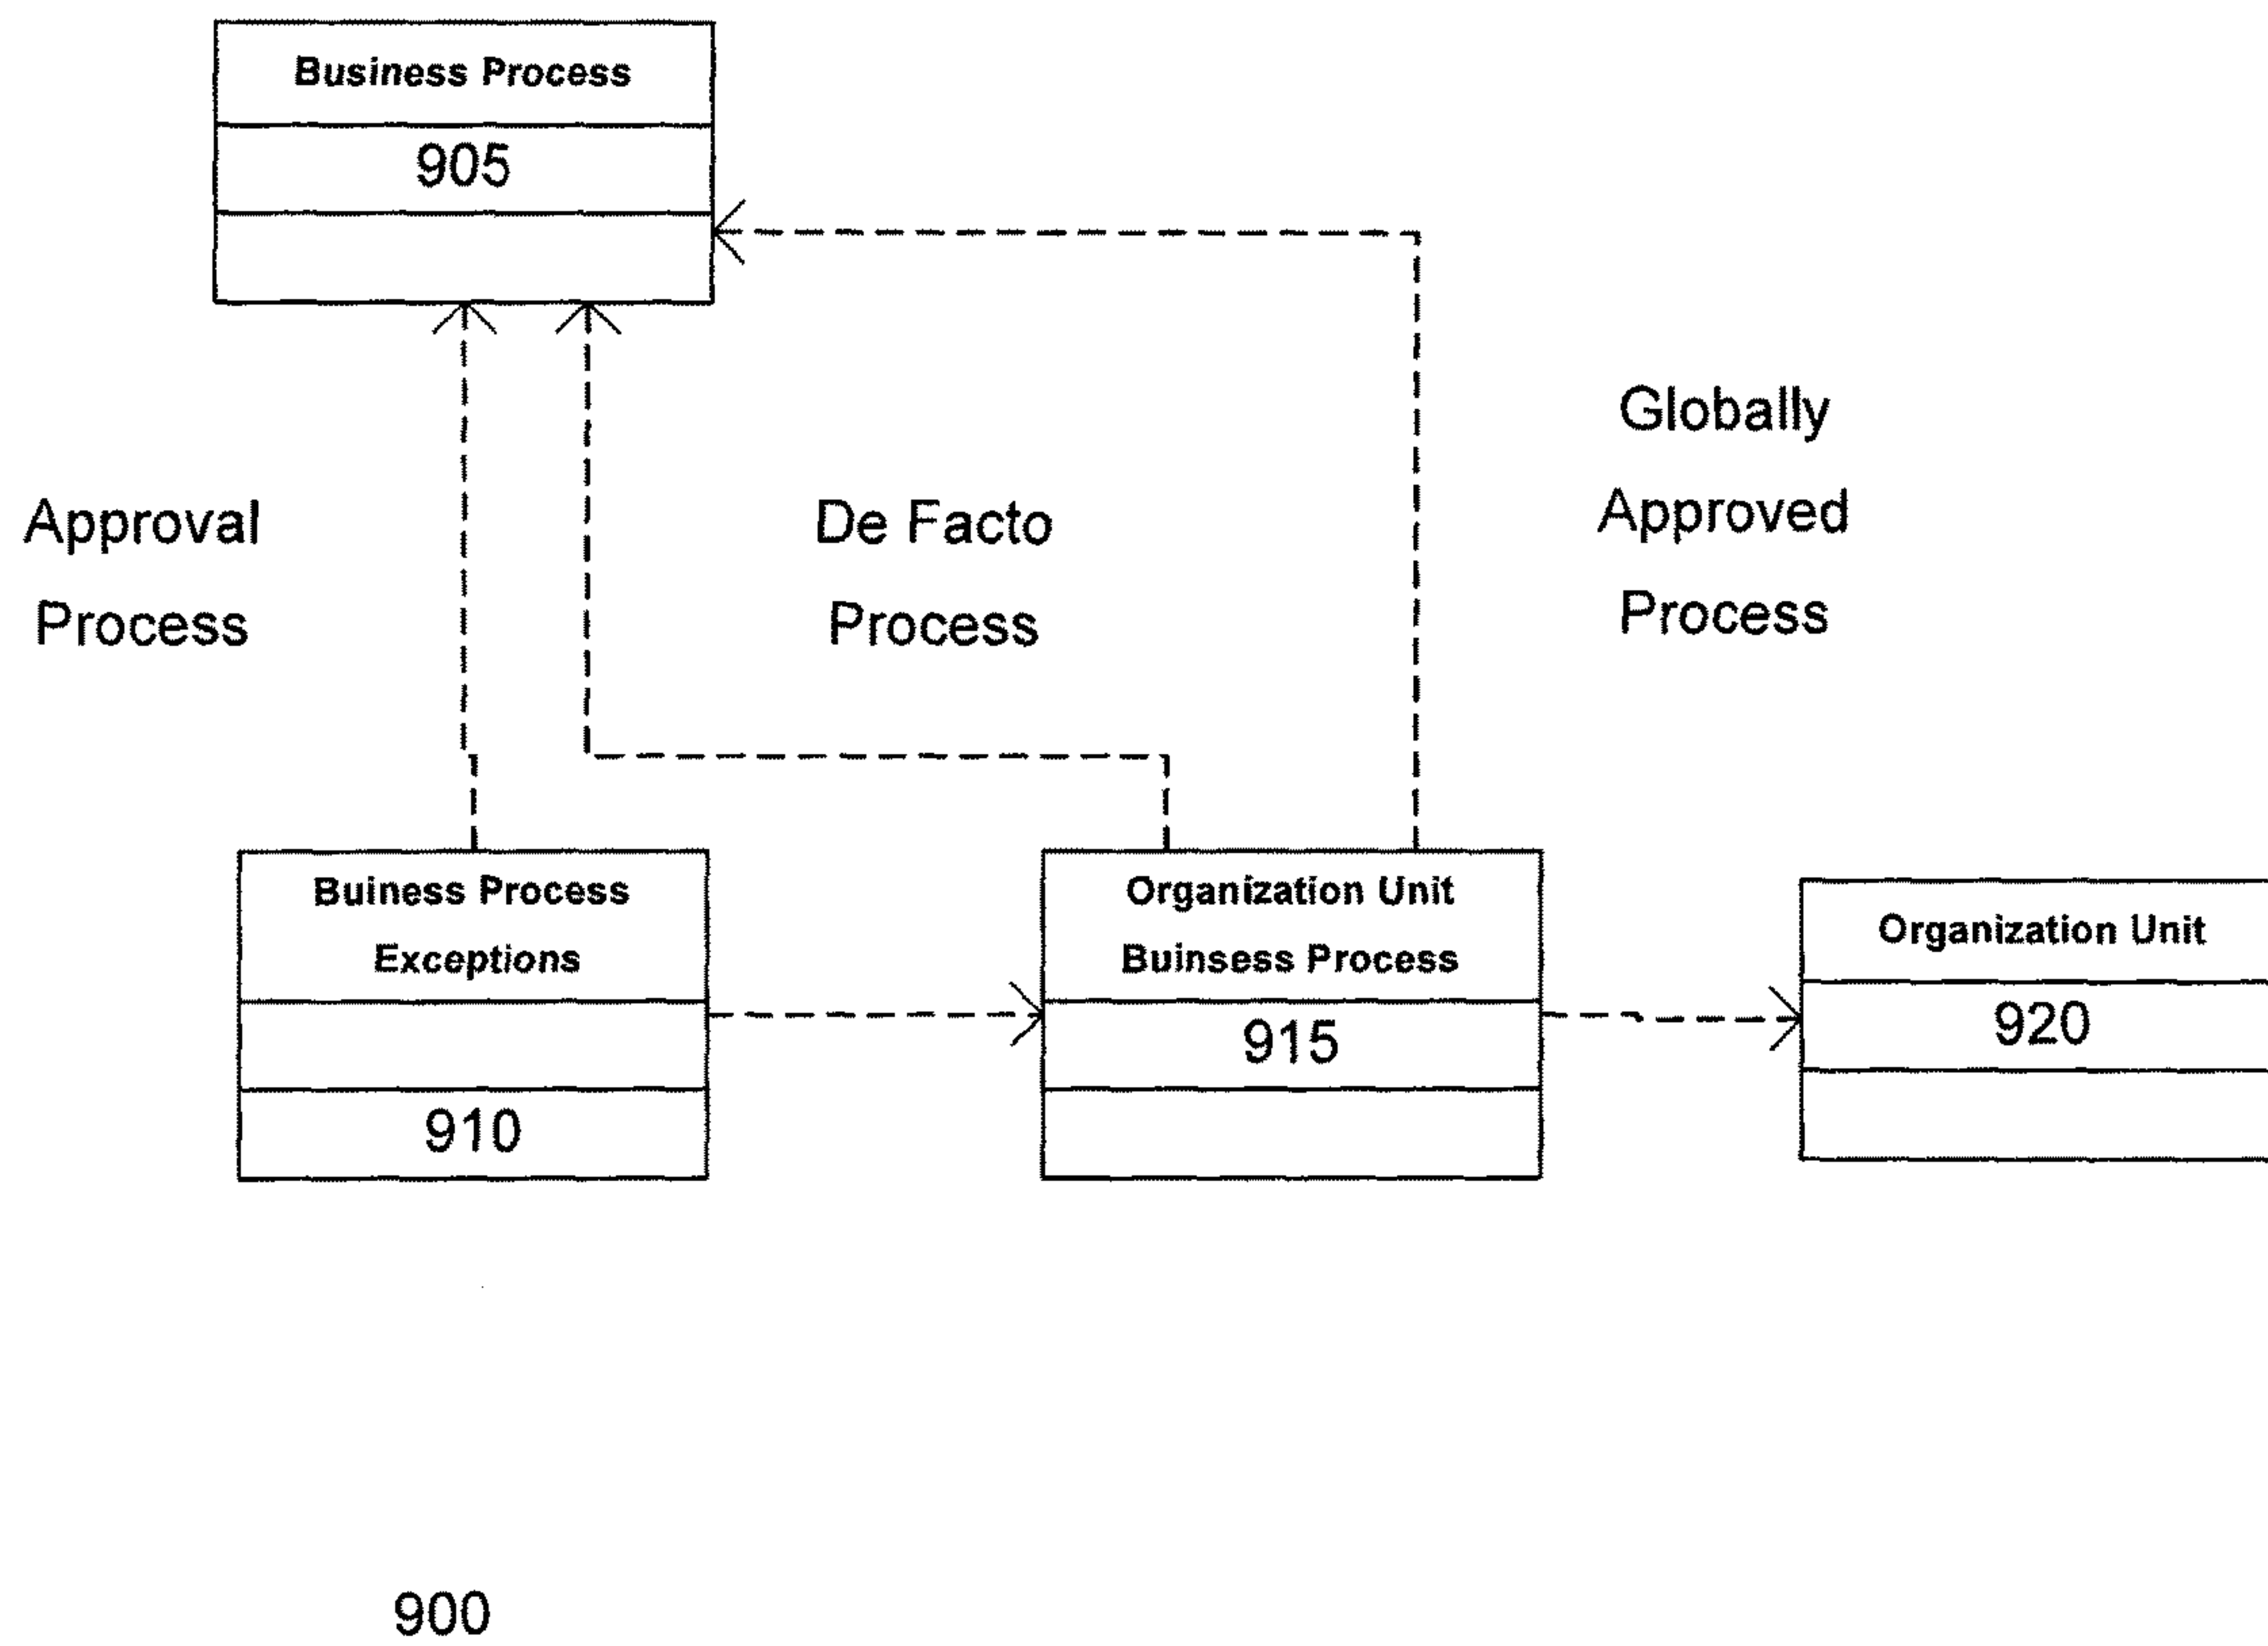 Business Process
905
Globally
Approved
Process
Approval
Process
De Facto
Process
Buiness Process
Exceptions
910
Organization Unit
Buinsess Process
915
Organization Unit
920
900